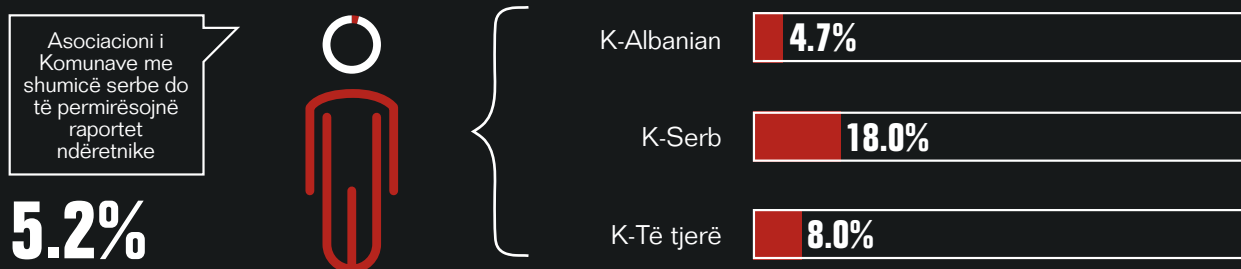 Asociacioni i
Komunave me
shumicë serbe do
të permirësojnë
raportet
ndëretnike
5.2%
K-Albanian 4.7%
K-Serb 18.0%
K-Të tjerë 8.0%